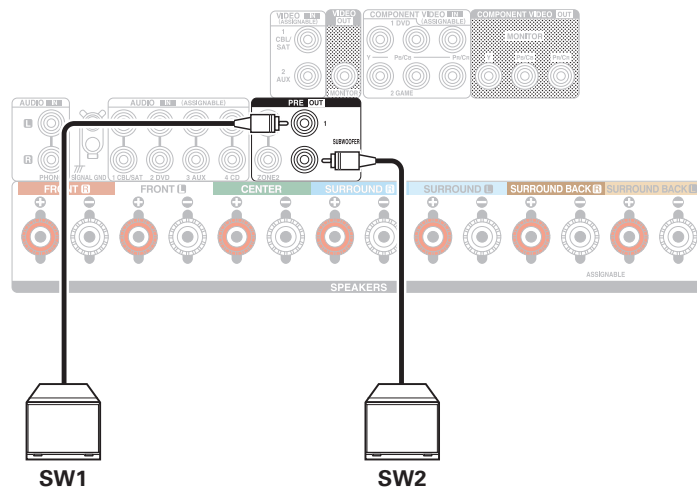 VIDEO IN
(ASSIGNABLE)
1
CBL/
SAT
2
AUX
VIDEO
OUT
MONITOR
COMPONENT VIDEO IN
(ASSIGNABLE)
1 DVD
Y
PB/CB
PR/CR
2 GAME
COMPONENT VIDEO OUT
MONITOR
Y
PB/CB
PR/CR
AUDIO IN
L
R
PHONO
SIGNAL GND
AUDIO IN (ASSIGNABLE)
1 CBL/SAT
2 DVD
3 AUX
4 CD
ZONE2
PRE OUT
1
SUBWOOFER
FRONT R
FRONT L
CENTER
SURROUND R
SURROUND L
SURROUND BACK R
SURROUND BACK L
ASSIGNABLE
SPEAKERS
SW1
SW2